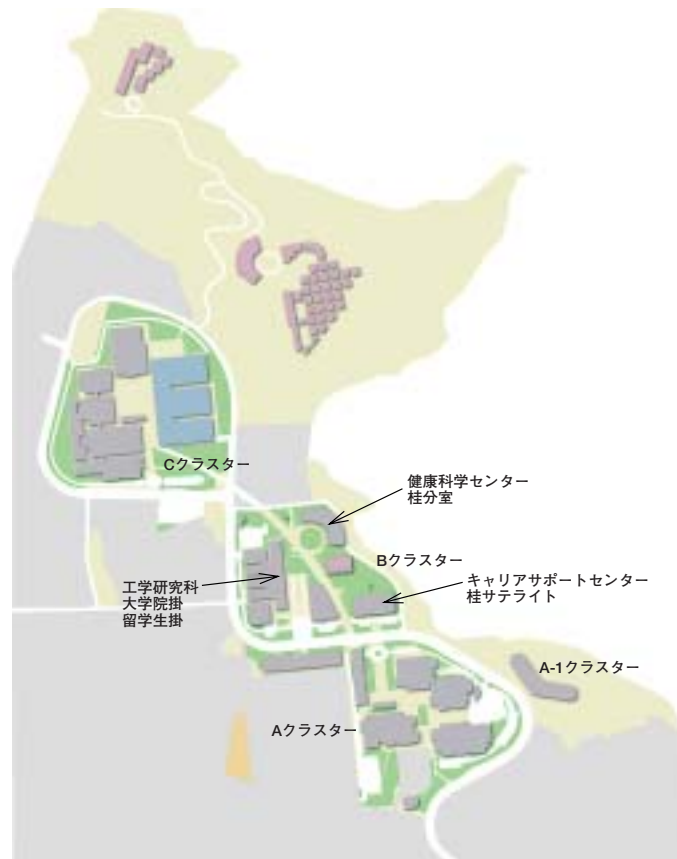 Cクラスター
健康科学センター
桂分室
Bクラスター
工学研究科
大学院掛
留学生掛
キャリアサポートセンター
桂サテライト
A-1クラスター
Aクラスター